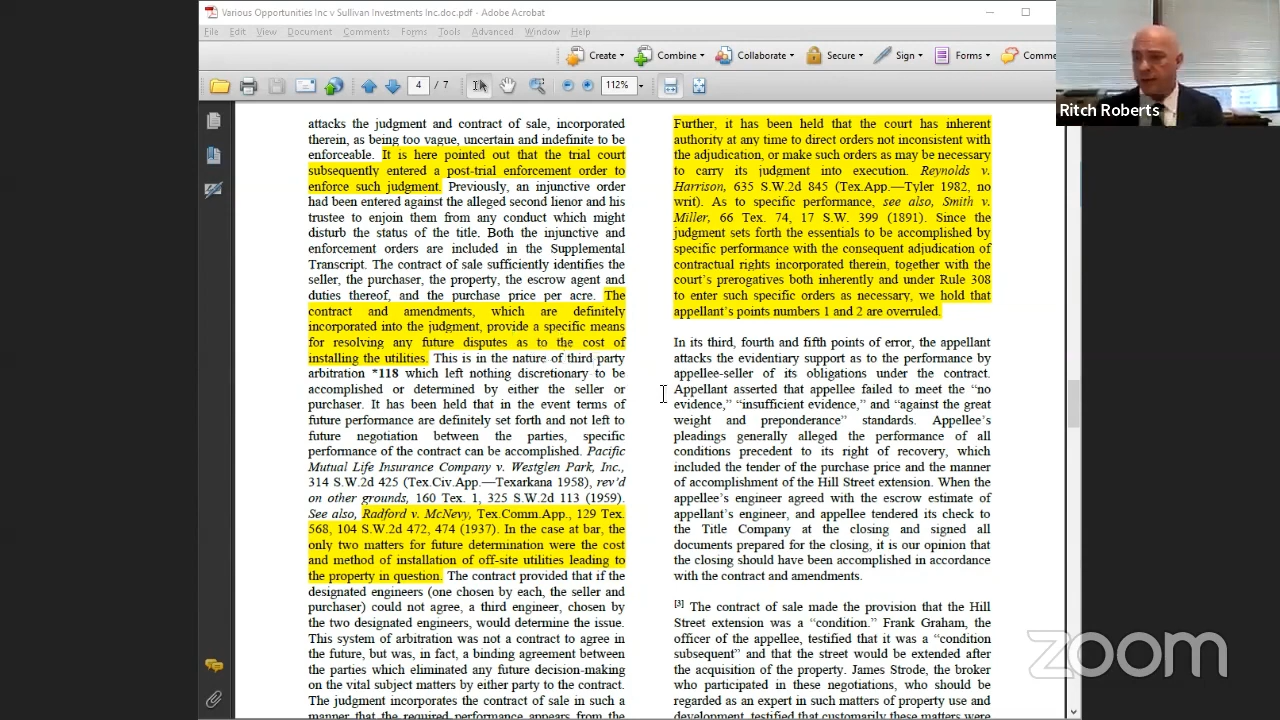 Various Opportunities Inc v Sullivan Investments Inc.doc.pdf - Adobe Acrobat
File Edit View Document Comments Forms Tools Advanced Window Help
Create Combine Collaborate Secure Sign Forms Comme
4 / 7 112%
Ritch Roberts
attacks the judgment and contract of sale, incorporated
therein, as being too vague, uncertain and indefinite to be
enforceable. It is here pointed out that the trial court
subsequently entered a post-trial enforcement order to
enforce such judgment. Previously, an injunctive order
had been entered against the alleged second lienor and his
trustee to enjoin them from any conduct which might
disturb the status of the title. Both the injunctive and
enforcement orders are included in the Supplemental
Transcript. The contract of sale sufficiently identifies the
seller, the purchaser, the property, the escrow agent and
duties thereof, and the purchase price per acre. The
contract and amendments, which are definitely
incorporated into the judgment, provide a specific means
for resolving any future disputes as to the cost of
installing the utilities. This is in the nature of third party
arbitration *118 which left nothing discretionary to be
accomplished or determined by either the seller or
purchaser. It has been held that in the event terms of
future performance are definitely set forth and not left to
future negotiation between the parties, specific
performance of the contract can be accomplished. Pacific
Mutual Life Insurance Company v. Westglen Park, Inc.,
314 S.W.2d 425 (Tex.Civ.App.—Texarkana 1958), rev'd
on other grounds, 160 Tex. 1, 325 S.W.2d 113 (1959).
See also, Radford v. McNevy, Tex.Comm.App., 129 Tex.
568, 104 S.W.2d 472, 474 (1937). In the case at bar, the
only two matters for future determination were the cost
and method of installation of off-site utilities leading to
the property in question. The contract provided that if the
designated engineers (one chosen by each, the seller and
purchaser) could not agree, a third engineer, chosen by
the two designated engineers, would determine the issue.
This system of arbitration was not a contract to agree in
the future, but was, in fact, a binding agreement between
the parties which eliminated any future decision-making
on the vital subject matters by either party to the contract.
The judgment incorporates the contract of sale in such a
manner that the required performance appears from the
Further, it has been held that the court has inherent
authority at any time to direct orders not inconsistent with
the adjudication, or make such orders as may be necessary
to carry its judgment into execution. Reynolds v.
Harrison, 635 S.W.2d 845 (Tex.App.—Tyler 1982, no
writ). As to specific performance, see also, Smith v.
Miller, 66 Tex. 74, 17 S.W. 399 (1891). Since the
judgment sets forth the essentials to be accomplished by
specific performance with the consequent adjudication of
contractual rights incorporated therein, together with the
court's prerogatives both inherently and under Rule 308
to enter such specific orders as necessary, we hold that
appellant's points numbers 1 and 2 are overruled.
In its third, fourth and fifth points of error, the appellant
attacks the evidentiary support as to the performance by
appellee-seller of its obligations under the contract.
Appellant asserted that appellee failed to meet the “no
evidence,” “insufficient evidence,” and “against the great
weight and preponderance” standards. Appellee's
pleadings generally alleged the performance of all
conditions precedent to its right of recovery, which
included the tender of the purchase price and the manner
of accomplishment of the Hill Street extension. When the
appellee's engineer agreed with the escrow estimate of
appellant's engineer, and appellee tendered its check to
the Title Company at the closing and signed all
documents prepared for the closing, it is our opinion that
the closing should have been accomplished in accordance
with the contract and amendments.
[3] The contract of sale made the provision that the Hill
Street extension was a “condition.” Frank Graham, the
officer of the appellee, testified that it was a “condition
subsequent” and that the street would be extended after
the acquisition of the property. James Strode, the broker
who participated in these negotiations, who should be
regarded as an expert in such matters of property use and
development, testified that customarily these matters were
zoom